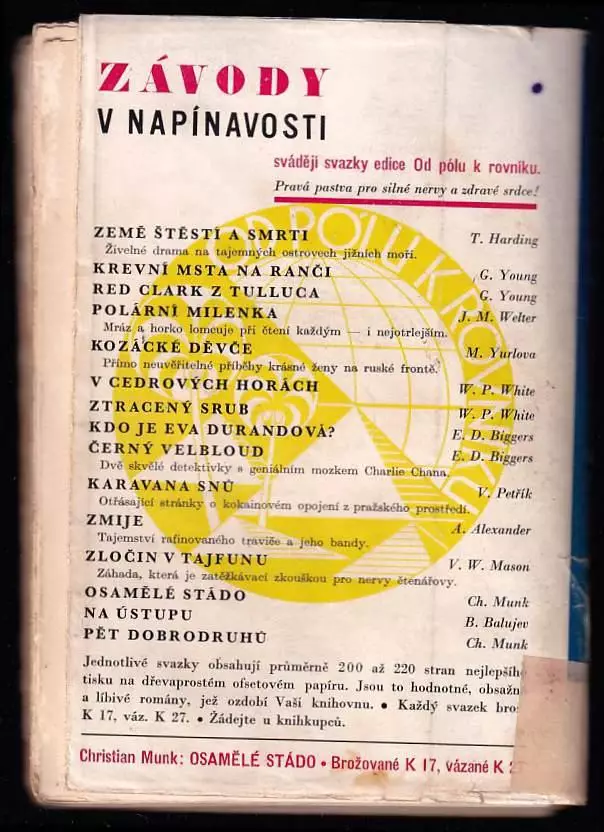 ZÁVODY
V NAPÍNAVOSTI
svádějí svazky edice Od pólu k rovníku.
Pravá pastva pro silné nervy a zdravé srdce!
OD PÓLU K ROVNÍKU
ZEMĚ ŠTĚSTÍ A SMRTI T. Harding
Živelné drama na tajemných ostrovech jižních moří.
KREVNÍ MSTA NA RANČI G. Young
RED CLARK Z TULLUCA G. Young
POLÁRNÍ MILENKA J. M. Welter
Mráz a horko lomcuje při čtení každým — i nejotrlejším.
KOZÁCKÉ DĚVČE M. Yurlova
Přímo neuvěřitelné příběhy krásné ženy na ruské frontě.
V CEDROVÝCH HORÁCH W. P. White
ZTRACENÝ SRUB W. P. White
KDO JE EVA DURANDOVÁ? E. D. Biggers
ČERNÝ VELBLOUD E. D. Biggers
Dvě skvělé detektivky s geniálním mozkem Charlie Chana.
KARAVANA SNŮ V. Petřík
Otřásající stránky o kokainovém opojení z pražského prostředí.
ZMIJE A. Alexander
Tajemství rafinovaného traviče a jeho bandy.
ZLOČIN V TAJFUNU V. W. Mason
Záhada, která je zatěžkávací zkouškou pro nervy čtenářovy.
OSAMĚLÉ STÁDO Ch. Munk
NA ÚSTUPU B. Balujev
PĚT DOBRODRUHŮ Ch. Munk
Jednotlivé svazky obsahují průměrně 200 až 220 stran nejlepšíh
tisku na dřevaprostém ofsetovém papíru. Jsou to hodnotné, obsažn
a líbivé romány, jež ozdobí Vaši knihovnu. • Každý svazek bro
K 17, váz. K 27. • Žádejte u knihkupců.
Christian Munk: OSAMĚLÉ STÁDO • Brožované K 17, vázané K 2